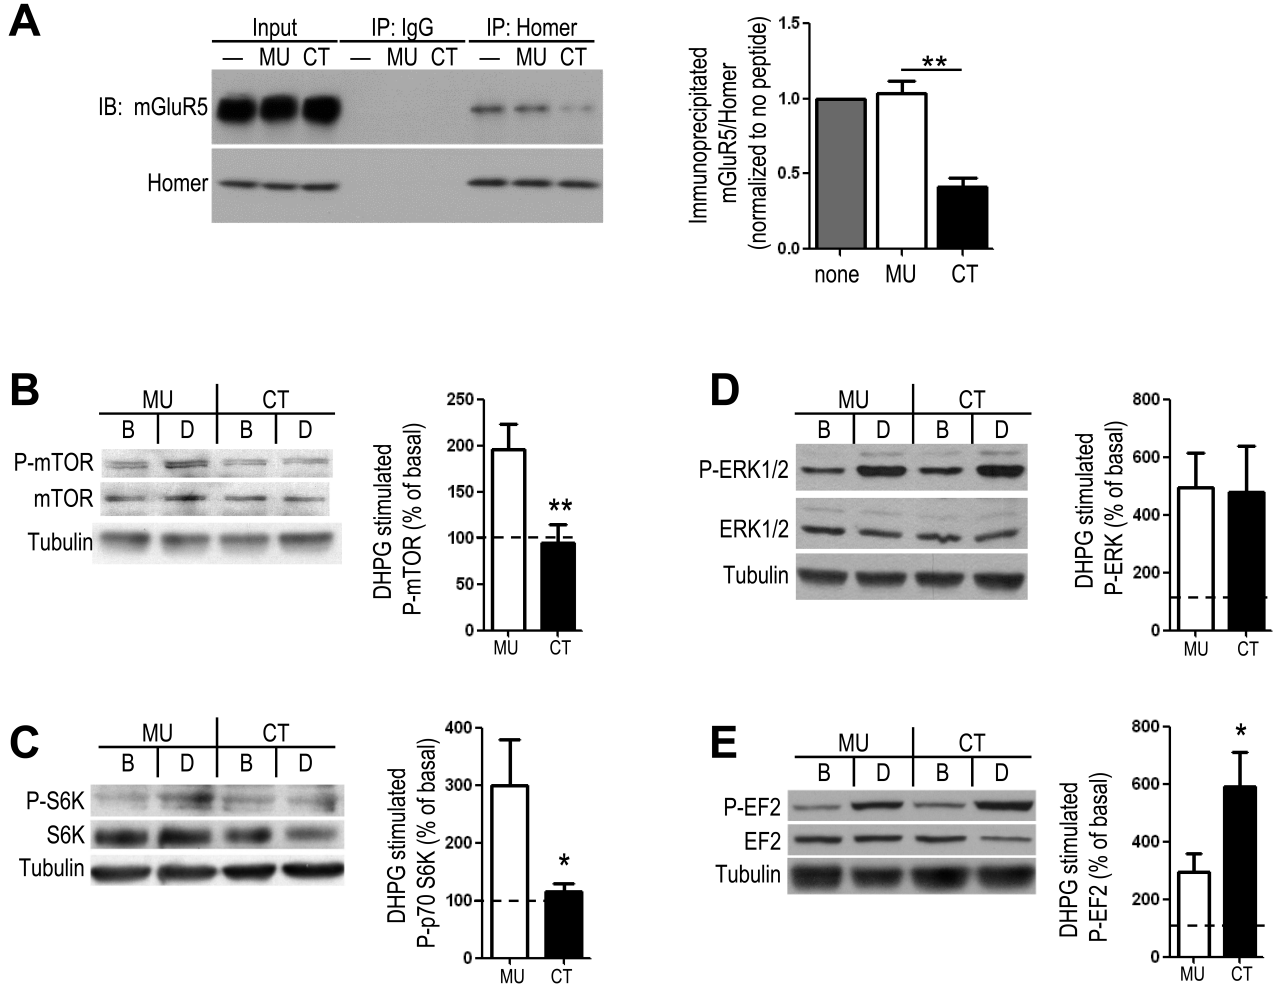 A
Input IP: IgG IP: Homer
— MU CT — MU CT — MU CT
IB: mGluR5
Homer
Immunoprecipitated
mGluR5/Homer
(normalized to no peptide)
1.5
1.0
0.5
0.0
**
none MU CT
B
MU CT
B D B D
P-mTOR
mTOR
Tubulin
DHPG stimulated
P-mTOR (% of basal)
250
200
150
100
50
0
**
MU CT
D
MU CT
B D B D
P-ERK1/2
ERK1/2
Tubulin
DHPG stimulated
P-ERK (% of basal)
800
600
400
200
0
MU CT
C
MU CT
B D B D
P-S6K
S6K
Tubulin
DHPG stimulated
P-p70 S6K (% of basal)
400
300
200
100
0
*
MU CT
E
MU CT
B D B D
P-EF2
EF2
Tubulin
DHPG stimulated
P-EF2 (% of basal)
800
600
400
200
0
*
MU CT